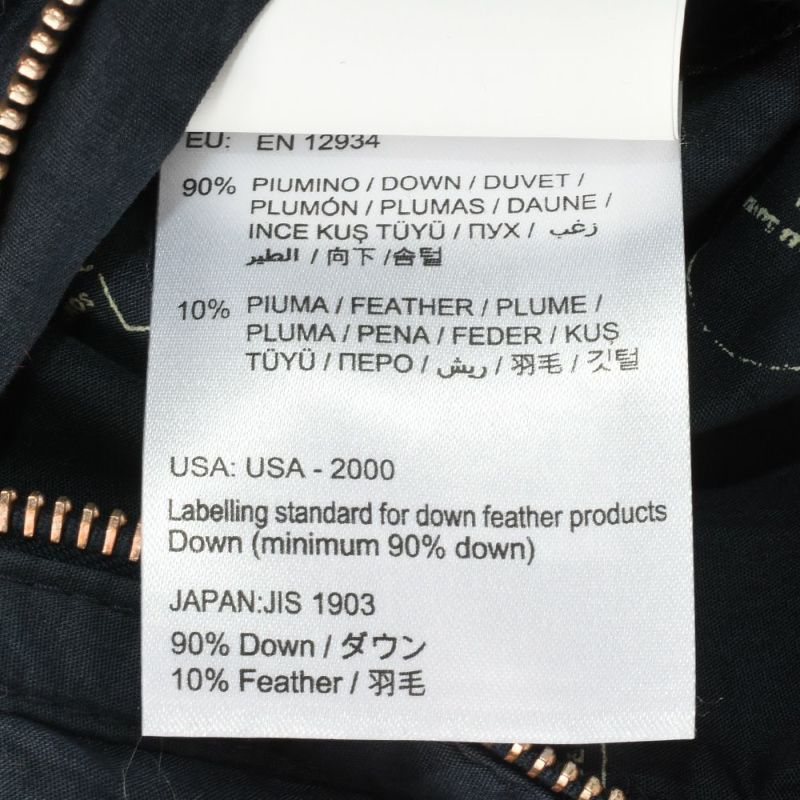 EU: EN 12934
90% PIUMINO / DOWN / DUVET /
PLUMÓN / PLUMAS / DAUNE /
INCE KUŞ TÜYÜ / ПУХ / زغب
الطير / 向下 /솜털
10% PIUMA / FEATHER / PLUME /
PLUMA / PENA / FEDER / KUŞ
TÜYÜ / ПЕРО / ريش / 羽毛 / 깃털
USA: USA - 2000
Labelling standard for down feather products
Down (minimum 90% down)
JAPAN:JIS 1903
90% Down / ダウン
10% Feather / 羽毛